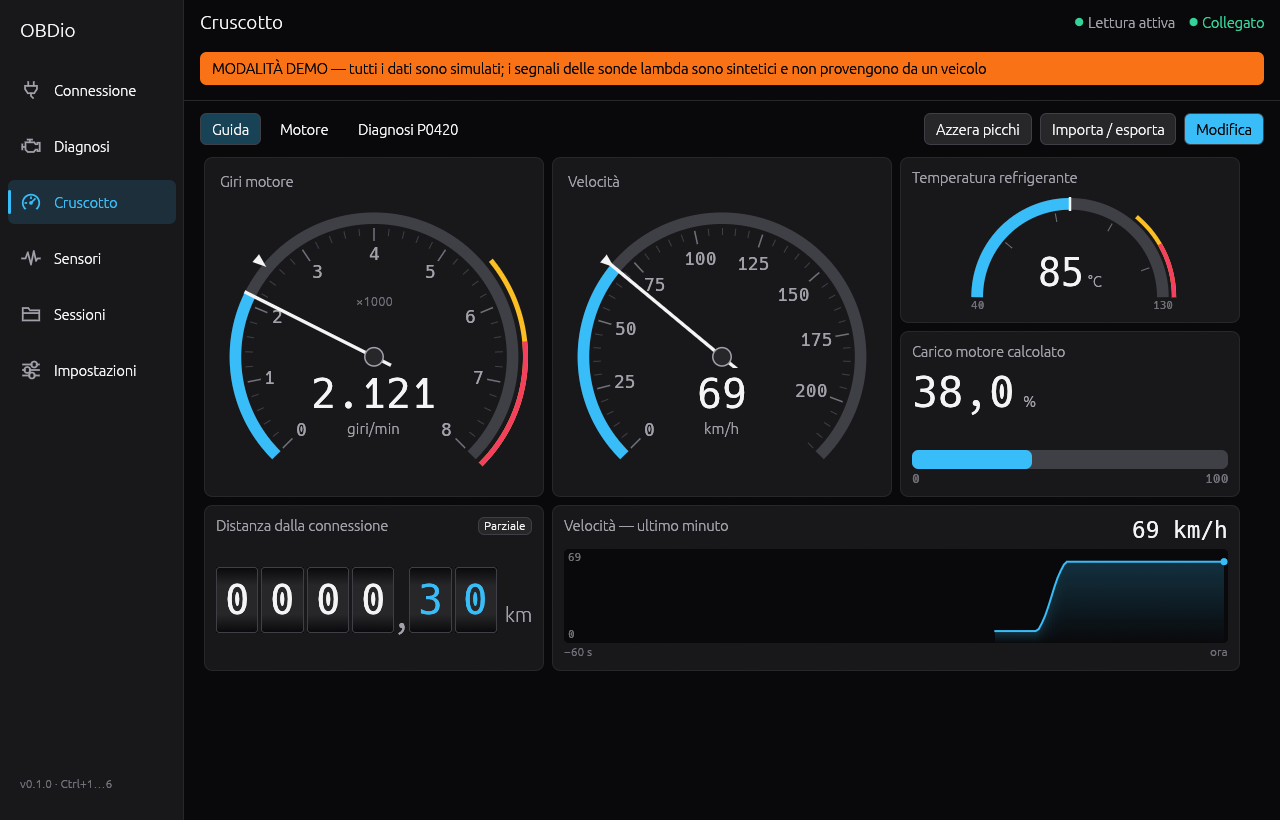 OBDio
Connessione
Diagnosi
Cruscotto
Sensori
Sessioni
Impostazioni
v0.1.0 · Ctrl+1…6
Cruscotto
Lettura attiva
Collegato
MODALITÀ DEMO — tutti i dati sono simulati; i segnali delle sonde lambda sono sintetici e non provengono da un veicolo
Guida
Motore
Diagnosi P0420
Azzera picchi
Importa / esporta
Modifica
Giri motore
0
1
2
3
4
5
6
7
8
×1000
2.121
giri/min
Velocità
0
25
50
75
100
125
150
175
200
69
km/h
Temperatura refrigerante
85 °C
40
130
Carico motore calcolato
38,0 %
0
100
Distanza dalla connessione
Parziale
0000,30 km
Velocità — ultimo minuto
69 km/h
69
0
−60 s
ora